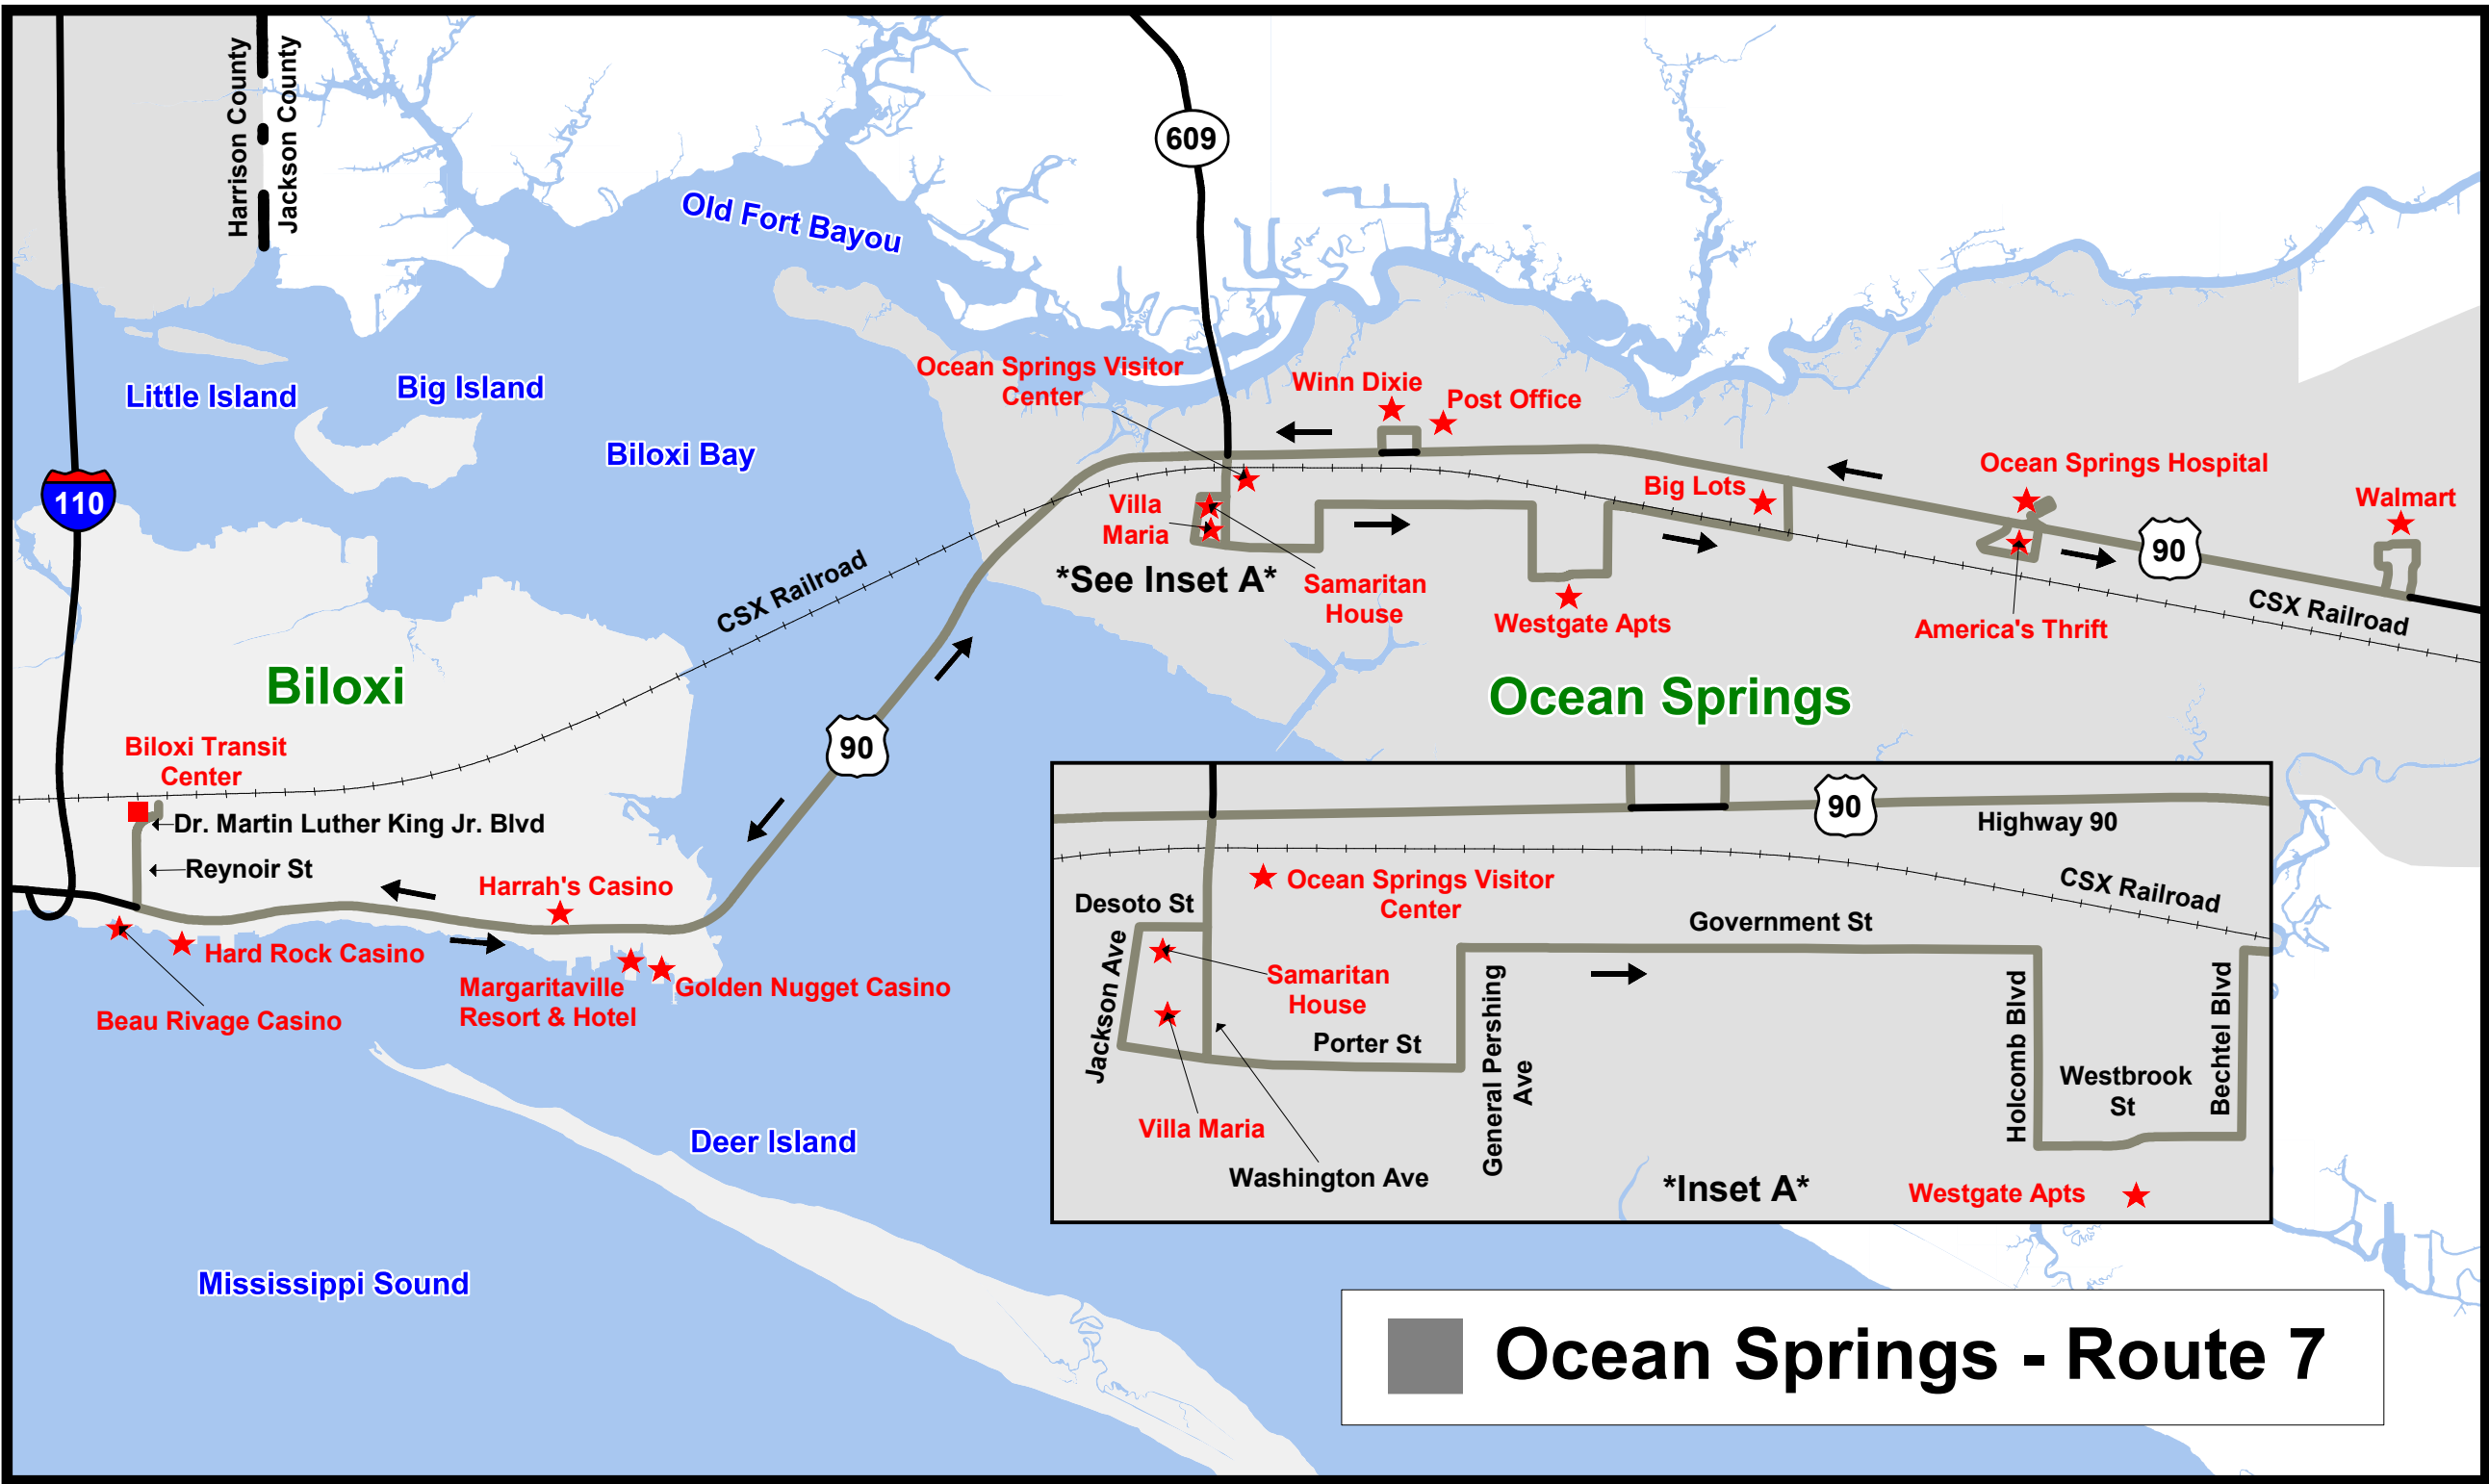 Harrison County
Jackson County
609
Old Fort Bayou
Ocean Springs Visitor
Center
Winn Dixie
Post Office
Little Island
Big Island
Biloxi Bay
110
Villa
Maria
Big Lots
Ocean Springs Hospital
Walmart
90
*See Inset A*
Samaritan
House
Westgate Apts
America's Thrift
CSX Railroad
CSX Railroad
Biloxi
Ocean Springs
90
Biloxi Transit
Center
Dr. Martin Luther King Jr. Blvd
Reynoir St
Harrah's Casino
Hard Rock Casino
Margaritaville
Resort & Hotel
Golden Nugget Casino
Beau Rivage Casino
Deer Island
Mississippi Sound
90
Highway 90
CSX Railroad
Ocean Springs Visitor
Center
Desoto St
Government St
Jackson Ave
Samaritan
House
Porter St
General Pershing
Ave
Holcomb Blvd
Westbrook
St
Bechtel Blvd
Villa Maria
Washington Ave
*Inset A*
Westgate Apts
Ocean Springs - Route 7